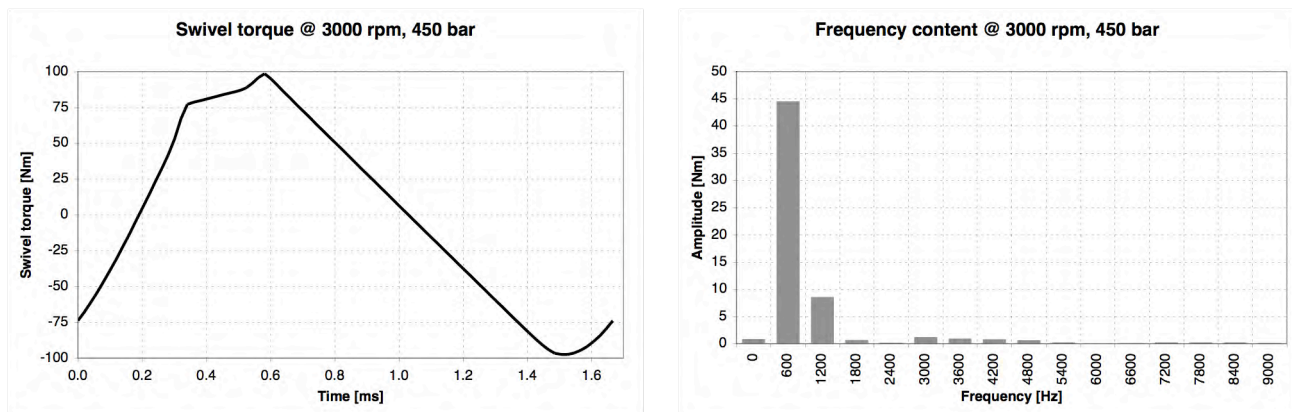 Swivel torque @ 3000 rpm, 450 bar
100
75
50
25
0
-25
-50
-75
-100
Swivel torque [Nm]
0.0 0.2 0.4 0.6 0.8 1.0 1.2 1.4 1.6
Time [ms]
Frequency content @ 3000 rpm, 450 bar
50
45
40
35
30
25
20
15
10
5
0
Amplitude [Nm]
0 600 1200 1800 2400 3000 3600 4200 4800 5400 6000 6600 7200 7800 8400 9000
Frequency [Hz]